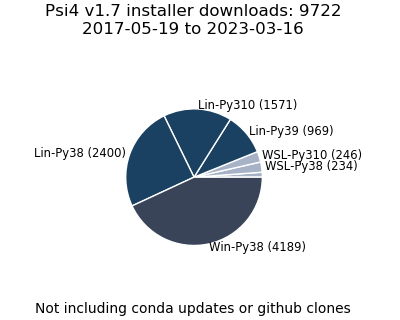 Psi4 v1.7 installer downloads: 9722
2017-05-19 to 2023-03-16
Lin-Py310 (1571)
Lin-Py39 (969)
Lin-Py38 (2400)
WSL-Py310 (246)
WSL-Py38 (234)
Win-Py38 (4189)
Not including conda updates or github clones